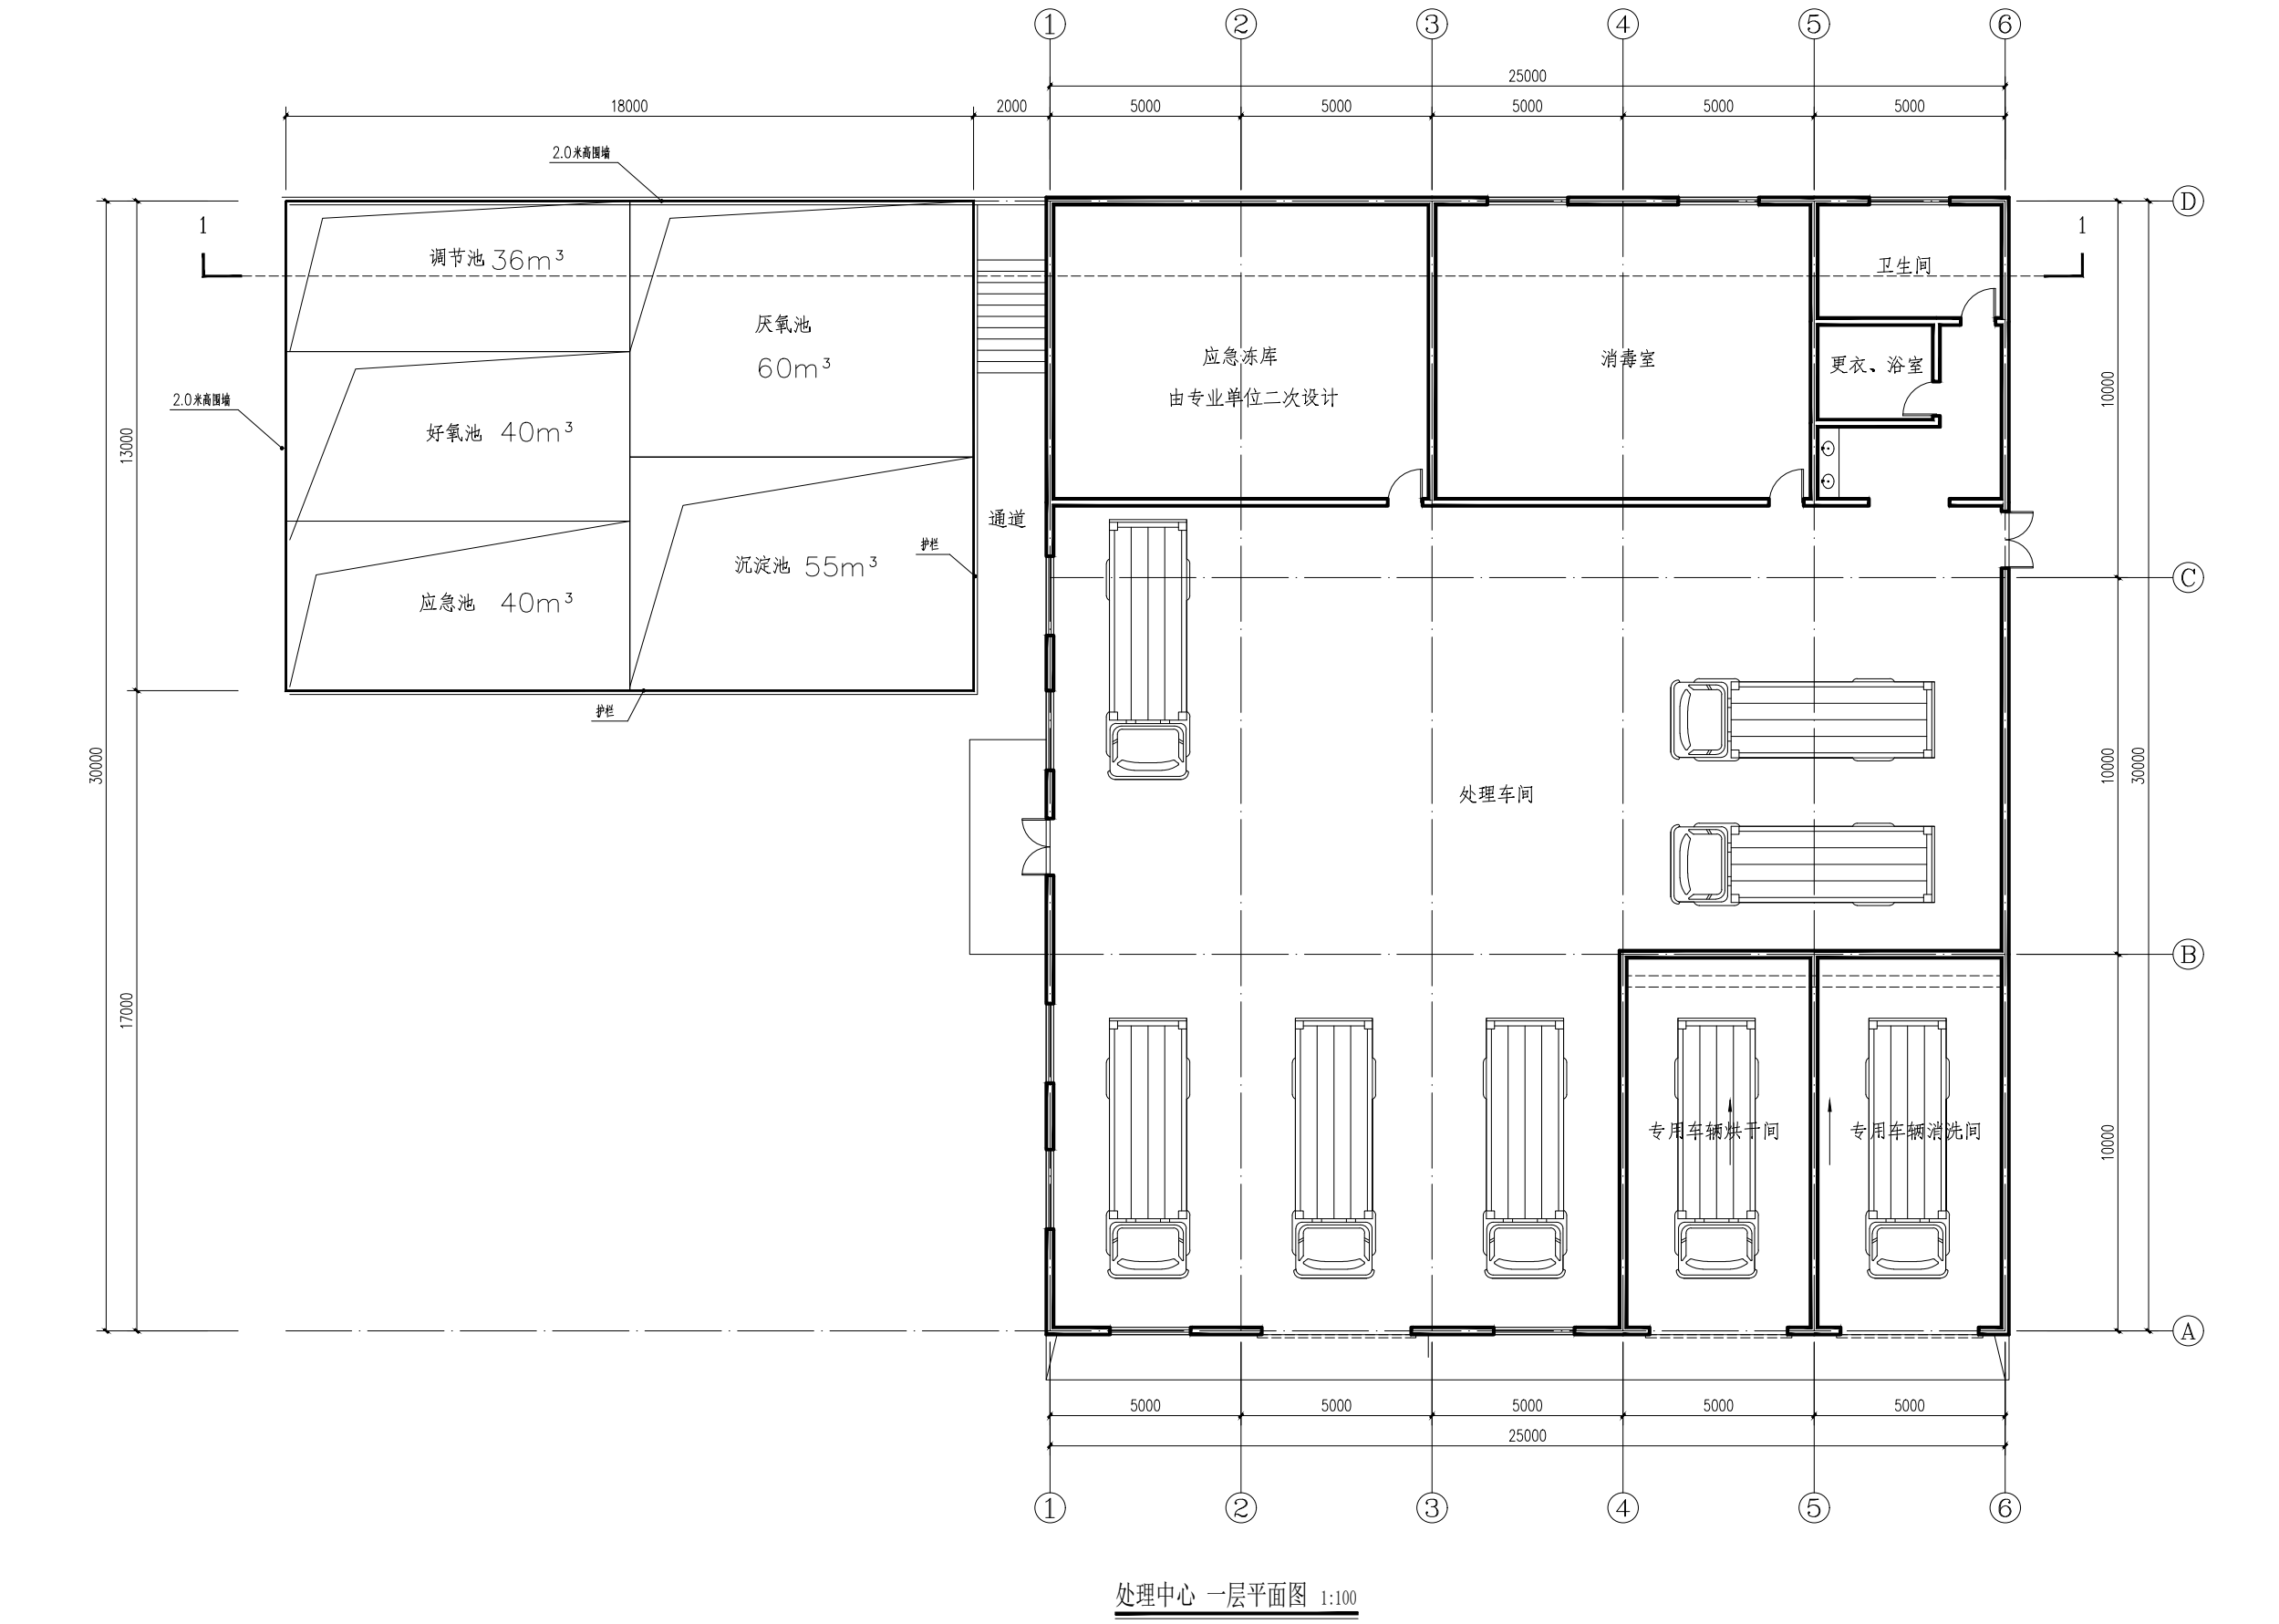 1 2 3 4 5 6
25000
18000 2000 5000 5000 5000 5000 5000
2.0米高围墙
D
1 1
调节池 36m³
卫生间
厌氧池
60m³
应急冻库
消毒室
更衣、浴室
由专业单位二次设计
10000
2.0米高围墙
13000
好氧池 40m³
通道
护栏
沉淀池 55m³
C
应急池 40m³
护栏
30000
处理车间
10000
30000
B
17000
专用车辆烘干间
专用车辆消洗间
10000
A
5000 5000 5000 5000 5000
25000
1 2 3 4 5 6
处理中心 一层平面图 1:100